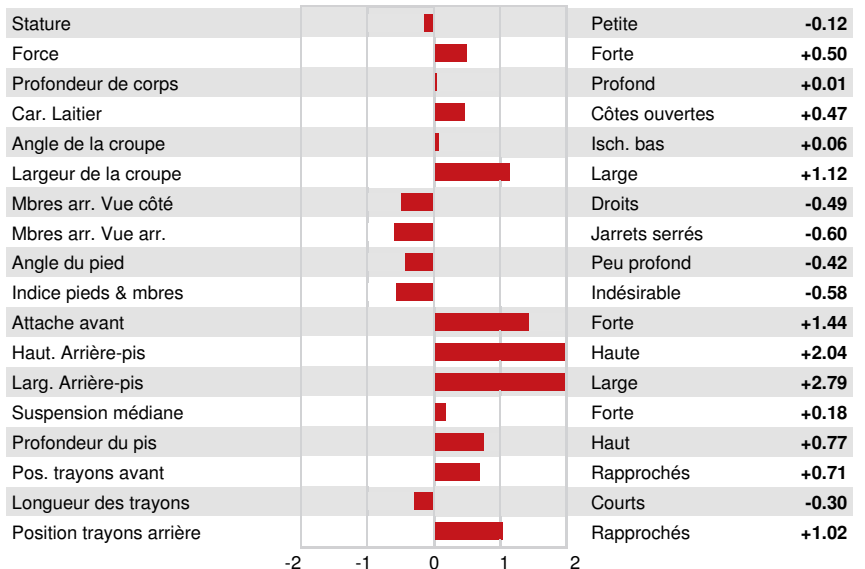 Stature Petite -0.12
Force Forte +0.50
Profondeur de corps Profond +0.01
Car. Laitier Côtes ouvertes +0.47
Angle de la croupe Isch. bas +0.06
Largeur de la croupe Large +1.12
Mbres arr. Vue côté Droits -0.49
Mbres arr. Vue arr. Jarrets serrés -0.60
Angle du pied Peu profond -0.42
Indice pieds & mbres Indésirable -0.58
Attache avant Forte +1.44
Haut. Arrière-pis Haute +2.04
Larg. Arrière-pis Large +2.79
Suspension médiane Forte +0.18
Profondeur du pis Haut +0.77
Pos. trayons avant Rapprochés +0.71
Longueur des trayons Courts -0.30
Position trayons arrière Rapprochés +1.02
-2 -1 0 1 2